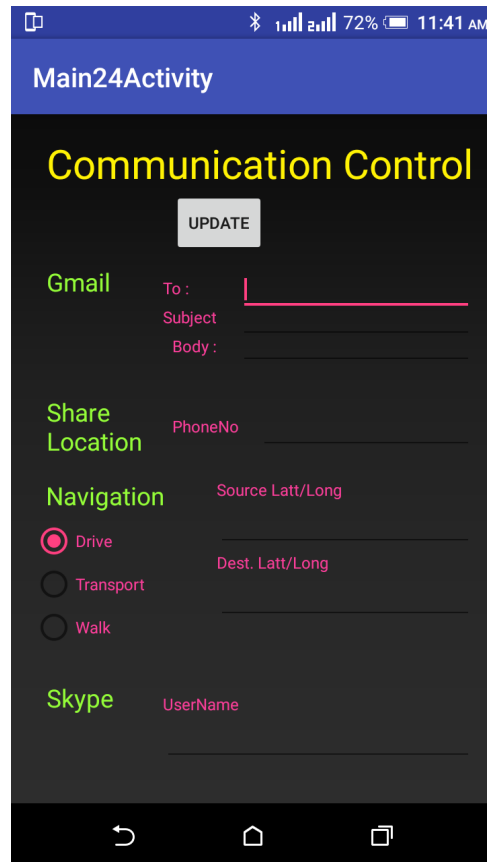 72% 11:41 AM
Main24Activity
Communication Control
UPDATE
Gmail
To :
Subject
Body :
Share
Location
PhoneNo
Navigation
Source Latt/Long
Drive
Dest. Latt/Long
Transport
Walk
Skype
UserName